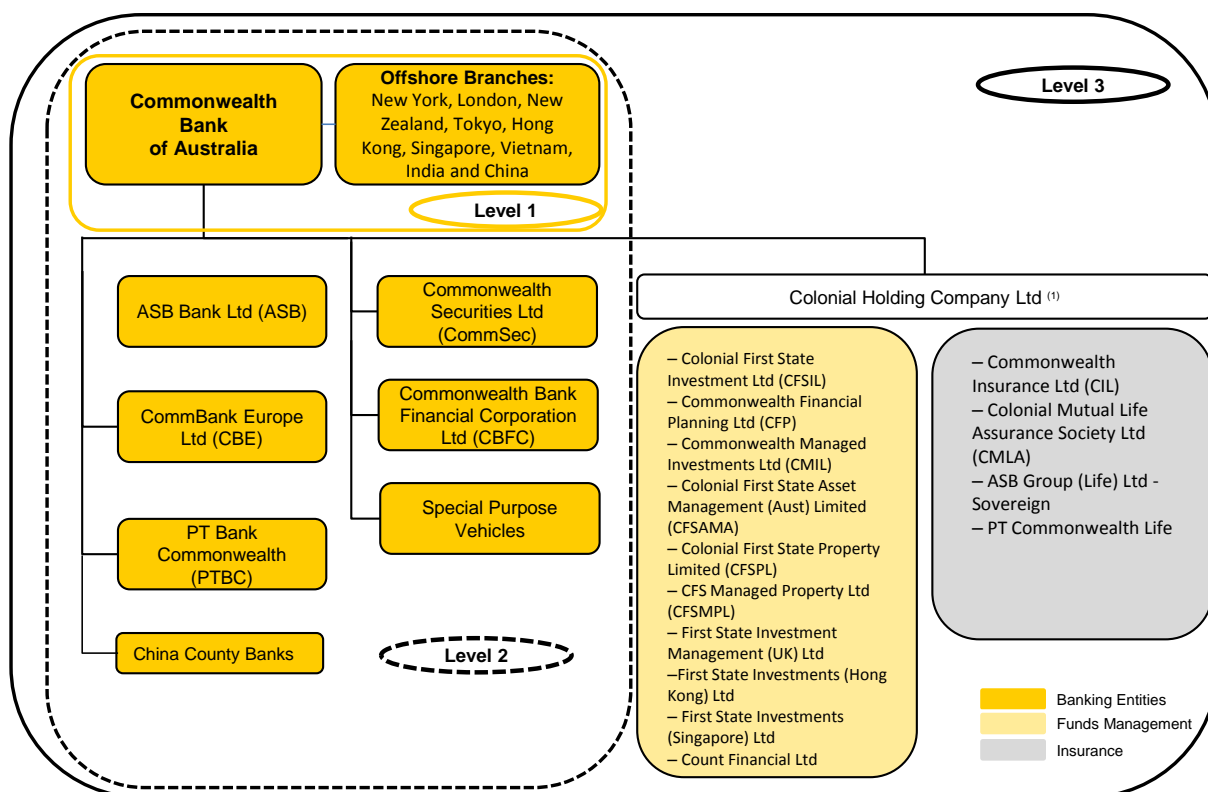 Commonwealth
Bank
of Australia
Offshore Branches:
New York, London, New
Zealand, Tokyo, Hong
Kong, Singapore, Vietnam,
India and China
Level 3
Level 1
ASB Bank Ltd (ASB)
Commonwealth
Securities Ltd
(CommSec)
Colonial Holding Company Ltd (1)
CommBank Europe
Ltd (CBE)
Commonwealth Bank
Financial Corporation
Ltd (CBFC)
PT Bank
Commonwealth
(PTBC)
Special Purpose
Vehicles
China County Banks
Level 2
– Colonial First State
Investment Ltd (CFSIL)
– Commonwealth Financial
Planning Ltd (CFP)
– Commonwealth Managed
Investments Ltd (CMIL)
– Colonial First State Asset
Management (Aust) Limited
(CFSAMA)
– Colonial First State Property
Limited (CFSPL)
– CFS Managed Property Ltd
(CFSMPL)
– First State Investment
Management (UK) Ltd
–First State Investments (Hong
Kong) Ltd
– First State Investments
(Singapore) Ltd
– Count Financial Ltd
– Commonwealth
Insurance Ltd (CIL)
– Colonial Mutual Life
Assurance Society Ltd
(CMLA)
– ASB Group (Life) Ltd -
Sovereign
– PT Commonwealth Life
Banking Entities
Funds Management
Insurance